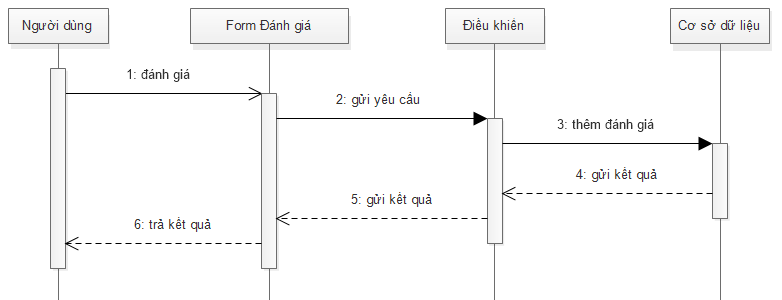 Người dùng
Form Đánh giá
Điều khiển
Cơ sở dữ liệu
1: đánh giá
2: gửi yêu cầu
3: thêm đánh giá
4: gửi kết quả
5: gửi kết quả
6: trả kết quả